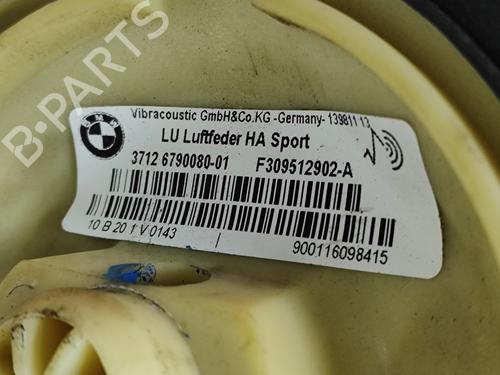 B-PARTS
BMW
Vibracoustic GmbH&Co.KG -Germany- 139811 13
LU Luftfeder HA Sport
3712 6790080-01 F309512902-A
10 B 20 1 V 0143
900116098415